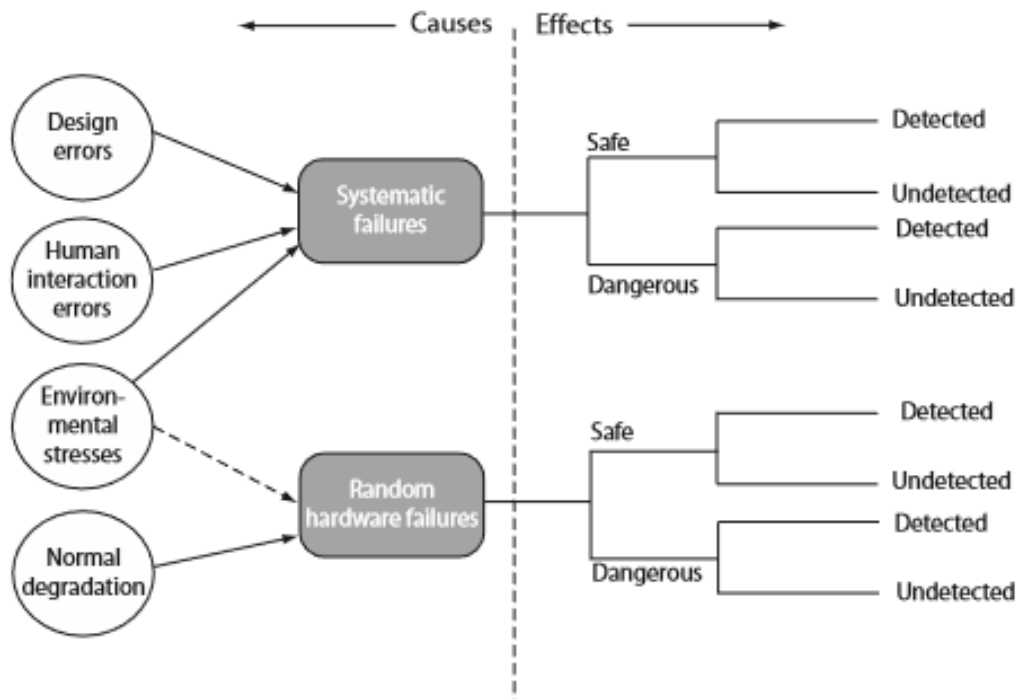 Causes
Effects
Design
errors
Human
interaction
errors
Environ-
mental
stresses
Normal
degradation
Systematic
failures
Random
hardware failures
Safe
Detected
Undetected
Dangerous
Detected
Undetected
Safe
Detected
Undetected
Dangerous
Detected
Undetected